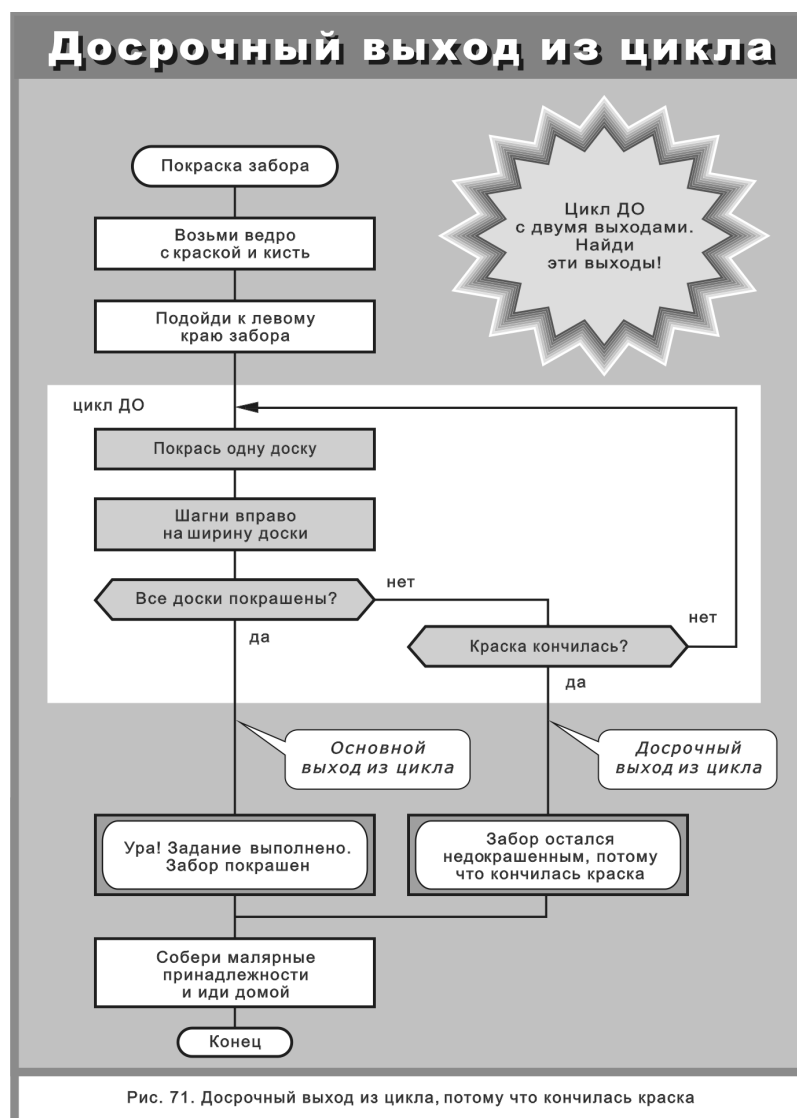 Досрочный выход из цикла
Покраска забора
Цикл ДО
с двумя выходами.
Найди
эти выходы!
Возьми ведро
с краской и кисть
Подойди к левому
краю забора
цикл ДО
Покрась одну доску
Шагни вправо
на ширину доски
Все доски покрашены?
нет
да
Краска кончилась?
нет
да
Основной
выход из цикла
Досрочный
выход из цикла
Ура! Задание выполнено.
Забор покрашен
Забор остался
недокрашенным, потому
что кончилась краска
Собери малярные
принадлежности
и иди домой
Конец
Рис. 71. Досрочный выход из цикла, потому что кончилась краска